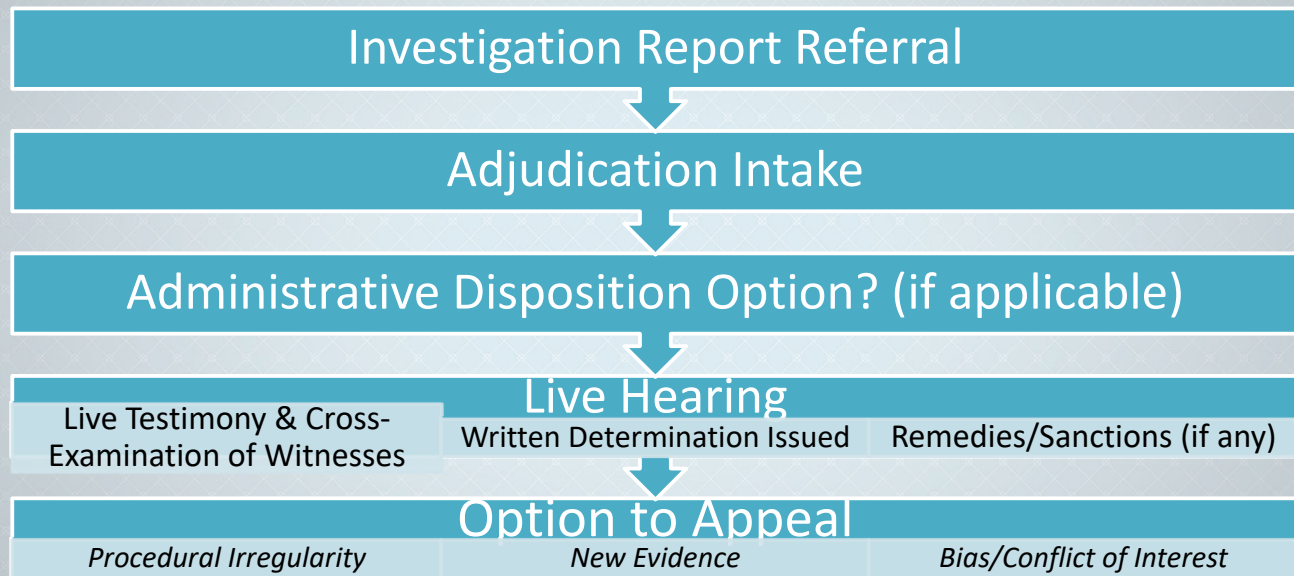 Investigation Report Referral
Adjudication Intake
Administrative Disposition Option? (if applicable)
Live Hearing
Live Testimony & Cross-
Examination of Witnesses
Written Determination Issued
Remedies/Sanctions (if any)
Option to Appeal
Procedural Irregularity
New Evidence
Bias/Conflict of Interest